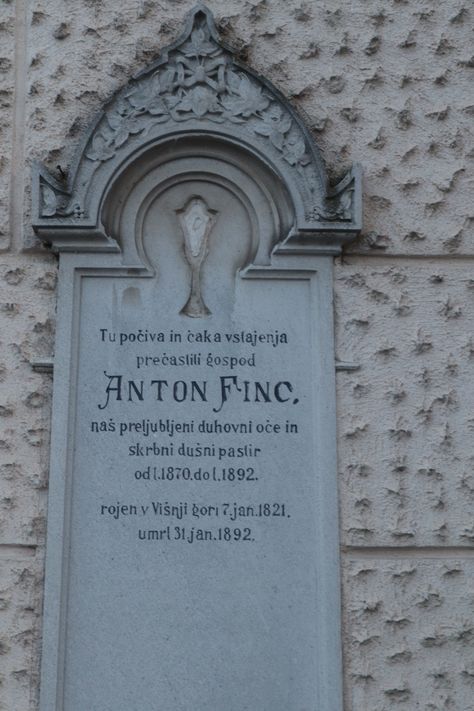 Tu počiva in čaka vstajenja
prečastiti gospod
ANTON FINC.
naš preljubljeni duhovni oče in
skrbni dušni pastir
od l. 1870. do l. 1892.
rojen v Višnji gori 7. jan. 1821.
umrl 31. jan. 1892.